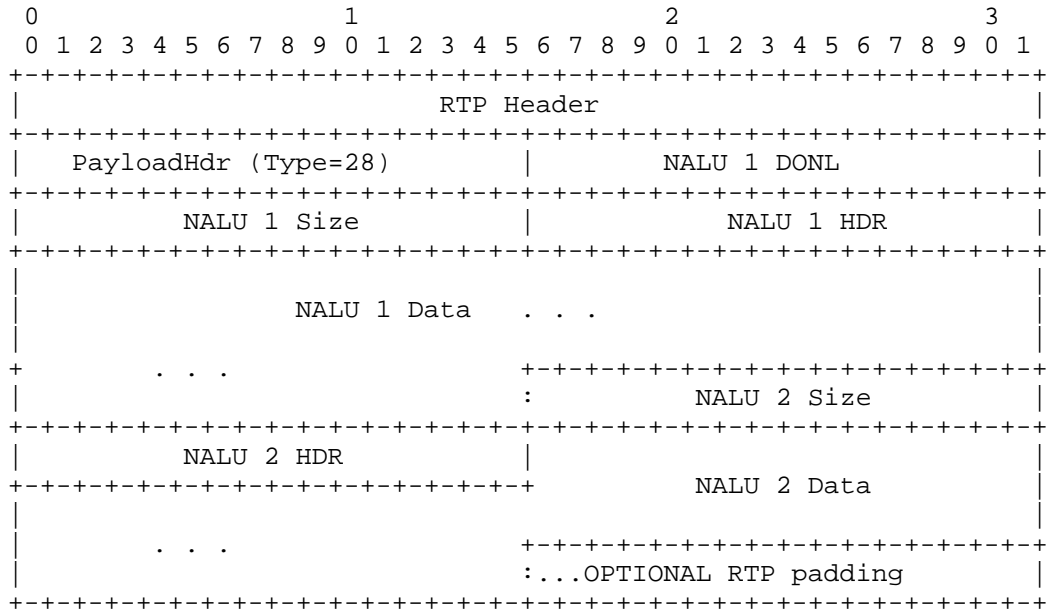 0                   1                   2                   3
 0 1 2 3 4 5 6 7 8 9 0 1 2 3 4 5 6 7 8 9 0 1 2 3 4 5 6 7 8 9 0 1
+-+-+-+-+-+-+-+-+-+-+-+-+-+-+-+-+-+-+-+-+-+-+-+-+-+-+-+-+-+-+-+-+
|                          RTP Header                           |
+-+-+-+-+-+-+-+-+-+-+-+-+-+-+-+-+-+-+-+-+-+-+-+-+-+-+-+-+-+-+-+-+
|   PayloadHdr (Type=28)        |        NALU 1 DONL            |
+-+-+-+-+-+-+-+-+-+-+-+-+-+-+-+-+-+-+-+-+-+-+-+-+-+-+-+-+-+-+-+-+
|          NALU 1 Size          |            NALU 1 HDR         |
+-+-+-+-+-+-+-+-+-+-+-+-+-+-+-+-+-+-+-+-+-+-+-+-+-+-+-+-+-+-+-+-+
|                                                               |
|                 NALU 1 Data   . . .                           |
|                                                               |
+        . . .                  +-+-+-+-+-+-+-+-+-+-+-+-+-+-+-+-+
|                               :          NALU 2 Size          |
+-+-+-+-+-+-+-+-+-+-+-+-+-+-+-+-+-+-+-+-+-+-+-+-+-+-+-+-+-+-+-+-+
|          NALU 2 HDR           |                               |
+-+-+-+-+-+-+-+-+-+-+-+-+-+-+-+-+          NALU 2 Data          |
|                                                               |
|        . . .                  +-+-+-+-+-+-+-+-+-+-+-+-+-+-+-+-+
|                               :...OPTIONAL RTP padding        |
+-+-+-+-+-+-+-+-+-+-+-+-+-+-+-+-+-+-+-+-+-+-+-+-+-+-+-+-+-+-+-+-+